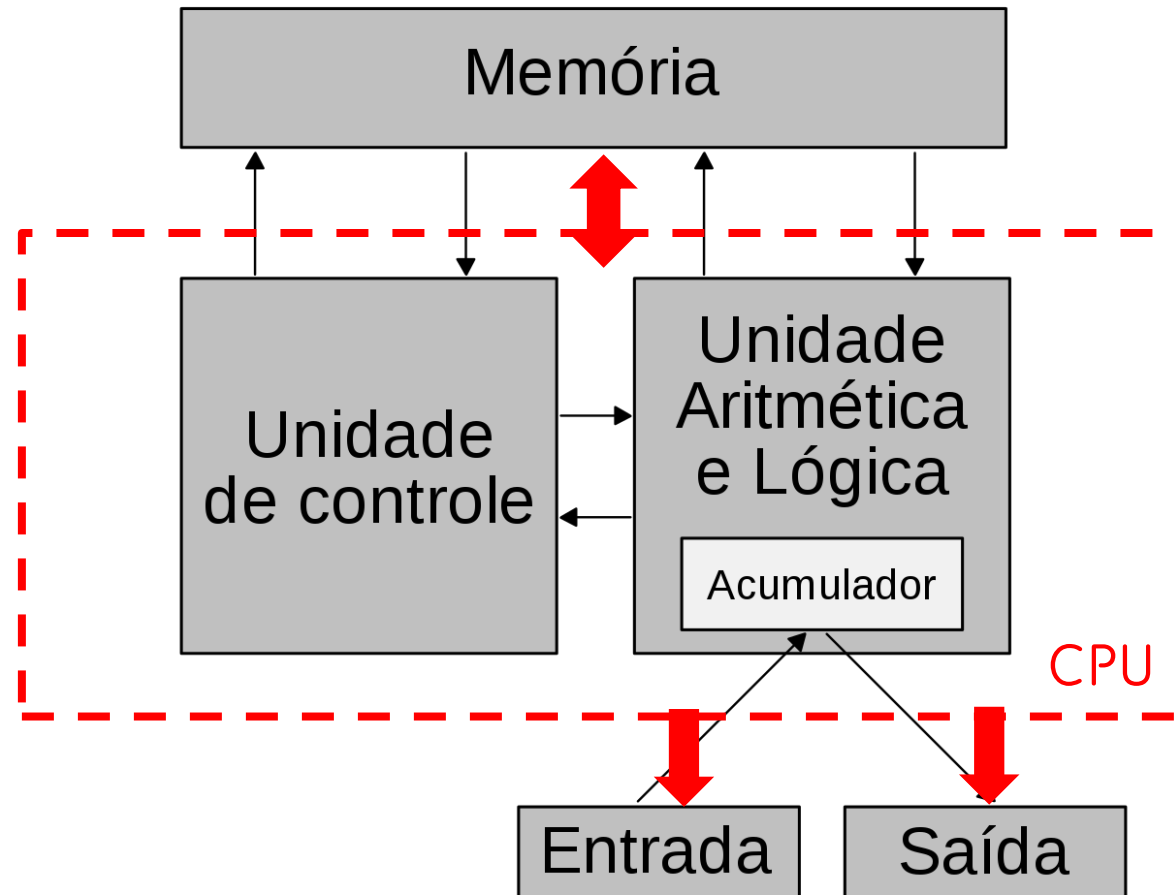 Memória
Unidade
de controle
Unidade
Aritmética
e Lógica
Acumulador
CPU
Entrada
Saída